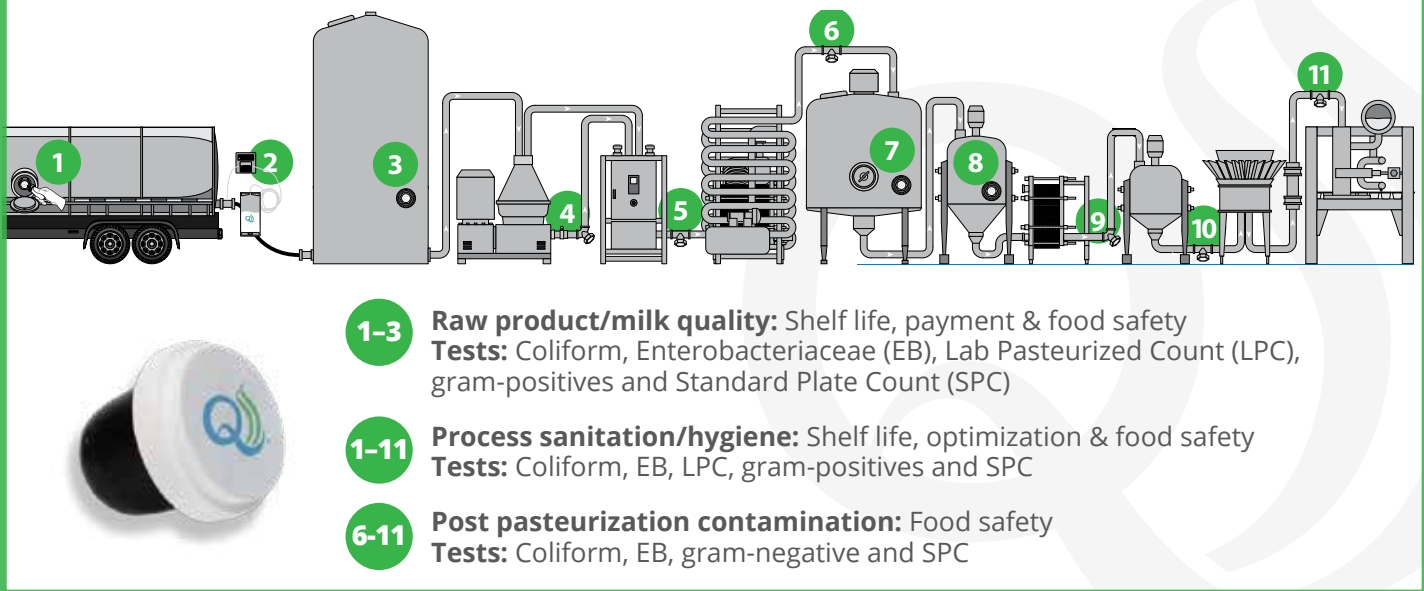 6
11
1
2
3
7
8
4
5
9
10
1–3
Raw product/milk quality: Shelf life, payment & food safety
Tests: Coliform, Enterobacteriaceae (EB), Lab Pasteurized Count (LPC),
gram-positives and Standard Plate Count (SPC)
1–11
Process sanitation/hygiene: Shelf life, optimization & food safety
Tests: Coliform, EB, LPC, gram-positives and SPC
6-11
Post pasteurization contamination: Food safety
Tests: Coliform, EB, gram-negative and SPC